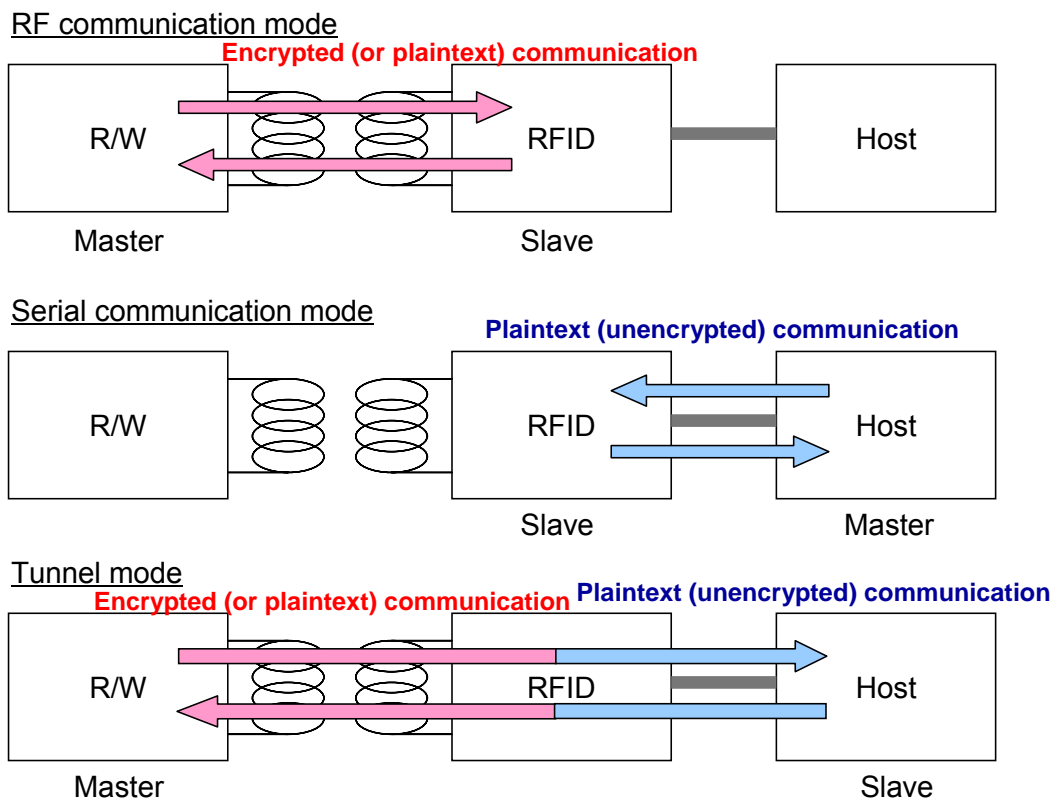 RF communication mode
Encrypted (or plaintext) communication
R/W
RFID
Host
Master
Slave
Serial communication mode
Plaintext (unencrypted) communication
R/W
RFID
Host
Slave
Master
Tunnel mode
Encrypted (or plaintext) communication
Plaintext (unencrypted) communication
R/W
RFID
Host
Master
Slave